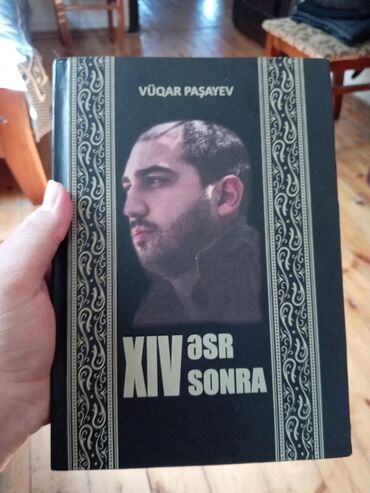 VÜQAR PAŞAYEV
XIV ƏSR
SONRA